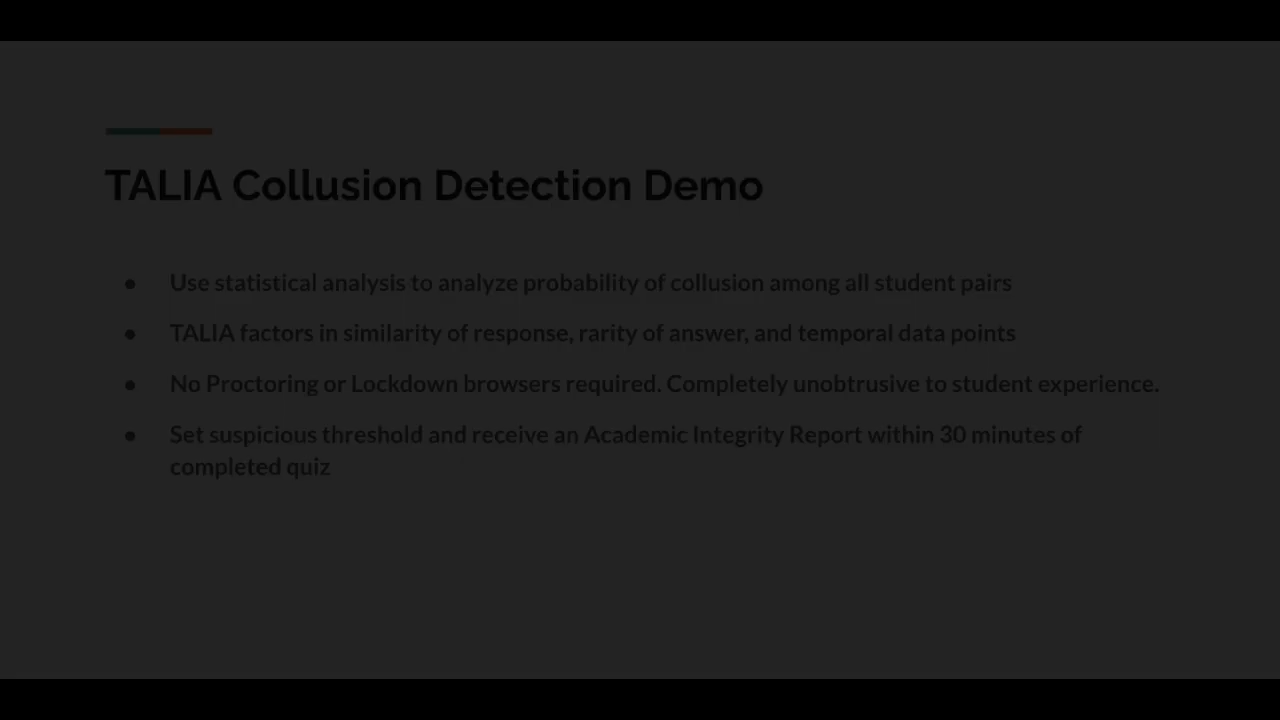 TALIA Collusion Detection Demo
● Use statistical analysis to analyze probability of collusion among all student pairs
● TALIA factors in similarity of response, rarity of answer, and temporal data points
● No Proctoring or Lockdown browsers required. Completely unobtrusive to student experience.
● Set suspicious threshold and receive an Academic Integrity Report within 30 minutes of
completed quiz